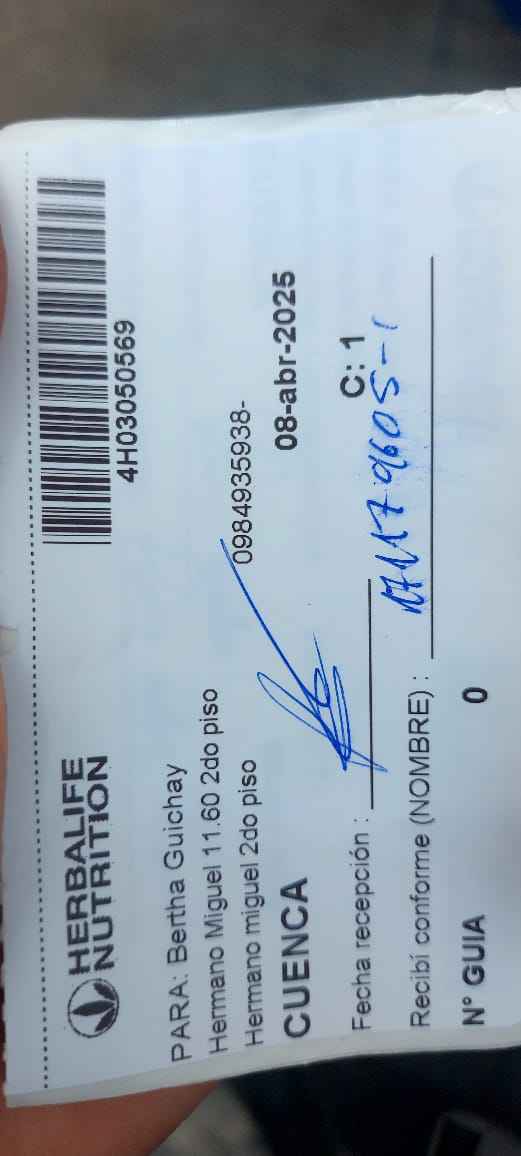 HERBALIFE
NUTRITION
4H03050569
PARA: Bertha Guichay
Hermano Miguel 11.60 2do piso
Hermano miguel 2do piso 0984935938-
CUENCA 08-abr-2025
Fecha recepción : C: 1
Recibí conforme (NOMBRE) :
N° GUIA 0